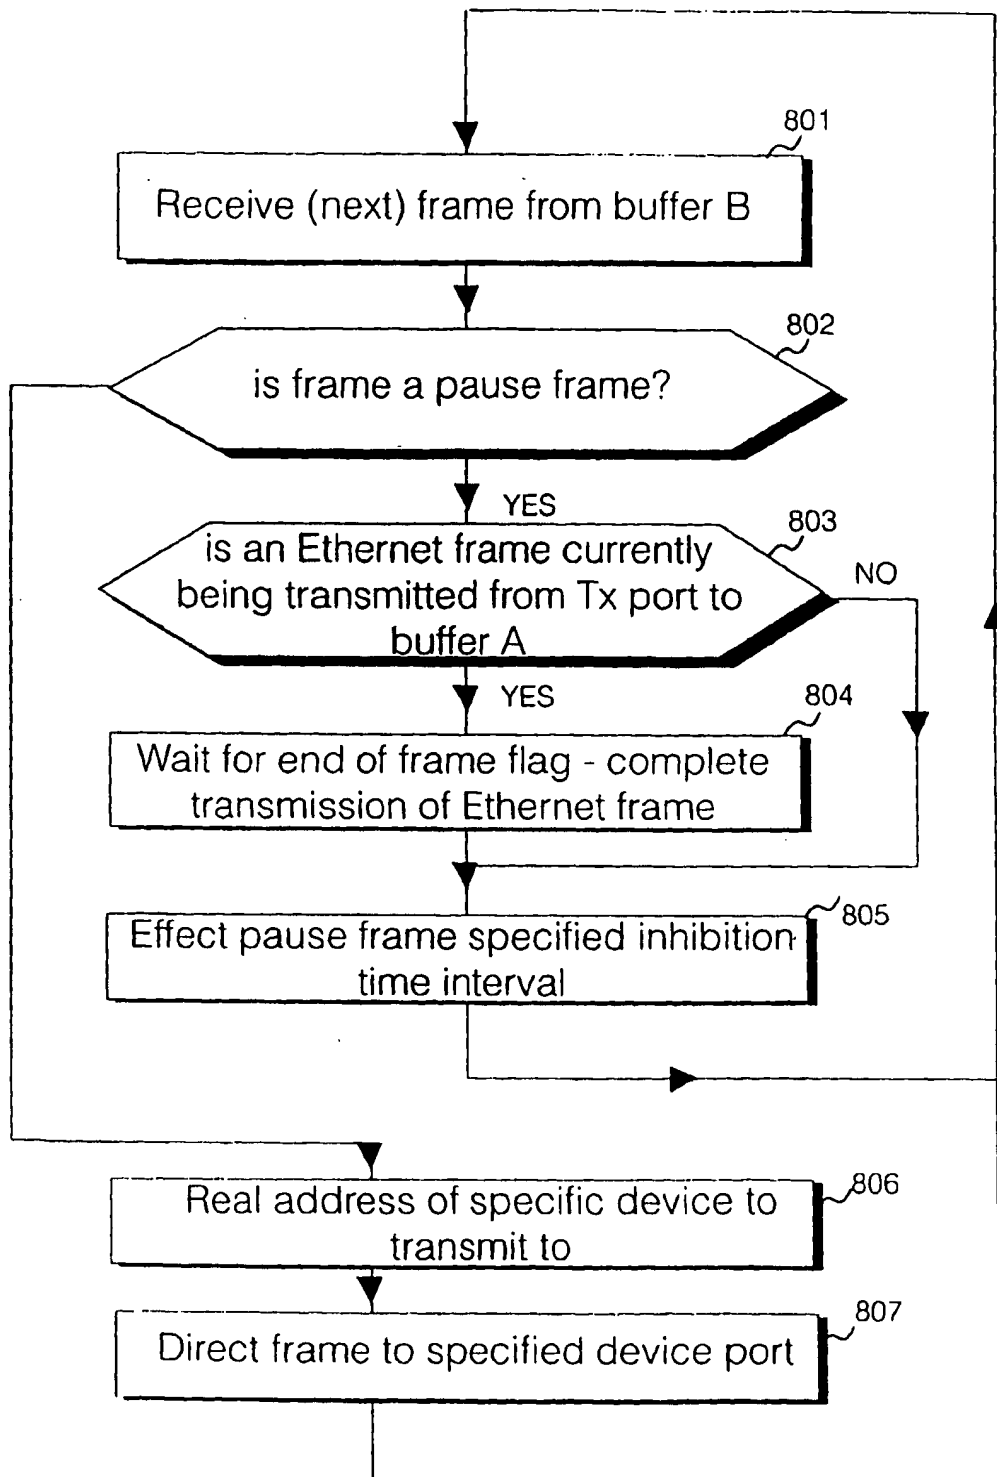 801
Receive (next) frame from buffer B
802
is frame a pause frame?
YES
803
is an Ethernet frame currently
being transmitted from Tx port to
buffer A
NO
YES
804
Wait for end of frame flag - complete
transmission of Ethernet frame
805
Effect pause frame specified inhibition
time interval
806
Real address of specific device to
transmit to
807
Direct frame to specified device port